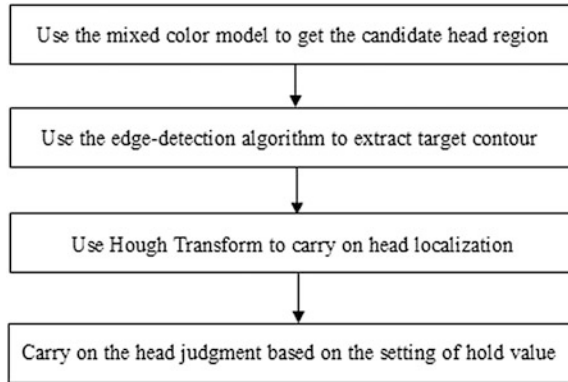 Use the mixed color model to get the candidate head region
Use the edge-detection algorithm to extract target contour
Use Hough Transform to carry on head localization
Carry on the head judgment based on the setting of hold value